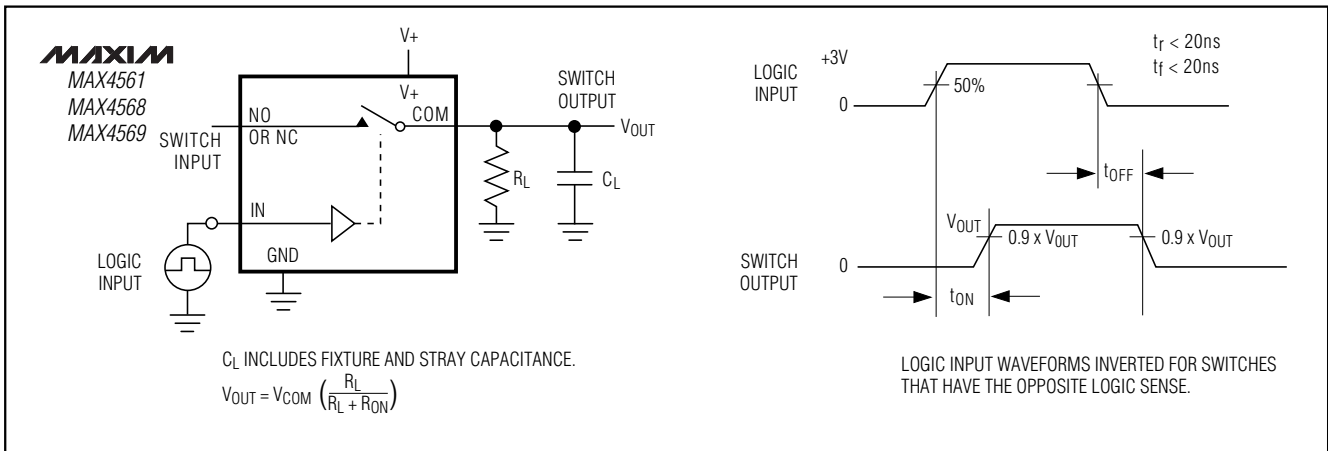 MAXIM
MAX4561
MAX4568
MAX4569
V+
V+
NO
OR NC
COM
SWITCH
INPUT
SWITCH
OUTPUT
VOUT
RL
CL
IN
GND
LOGIC
INPUT
CL INCLUDES FIXTURE AND STRAY CAPACITANCE.
VOUT = VCOM (RL / RL + RON)
LOGIC
INPUT
+3V
0
50%
tr < 20ns
tf < 20ns
tOFF
SWITCH
OUTPUT
VOUT
0
0.9 x VOUT
0.9 x VOUT
tON
LOGIC INPUT WAVEFORMS INVERTED FOR SWITCHES
THAT HAVE THE OPPOSITE LOGIC SENSE.